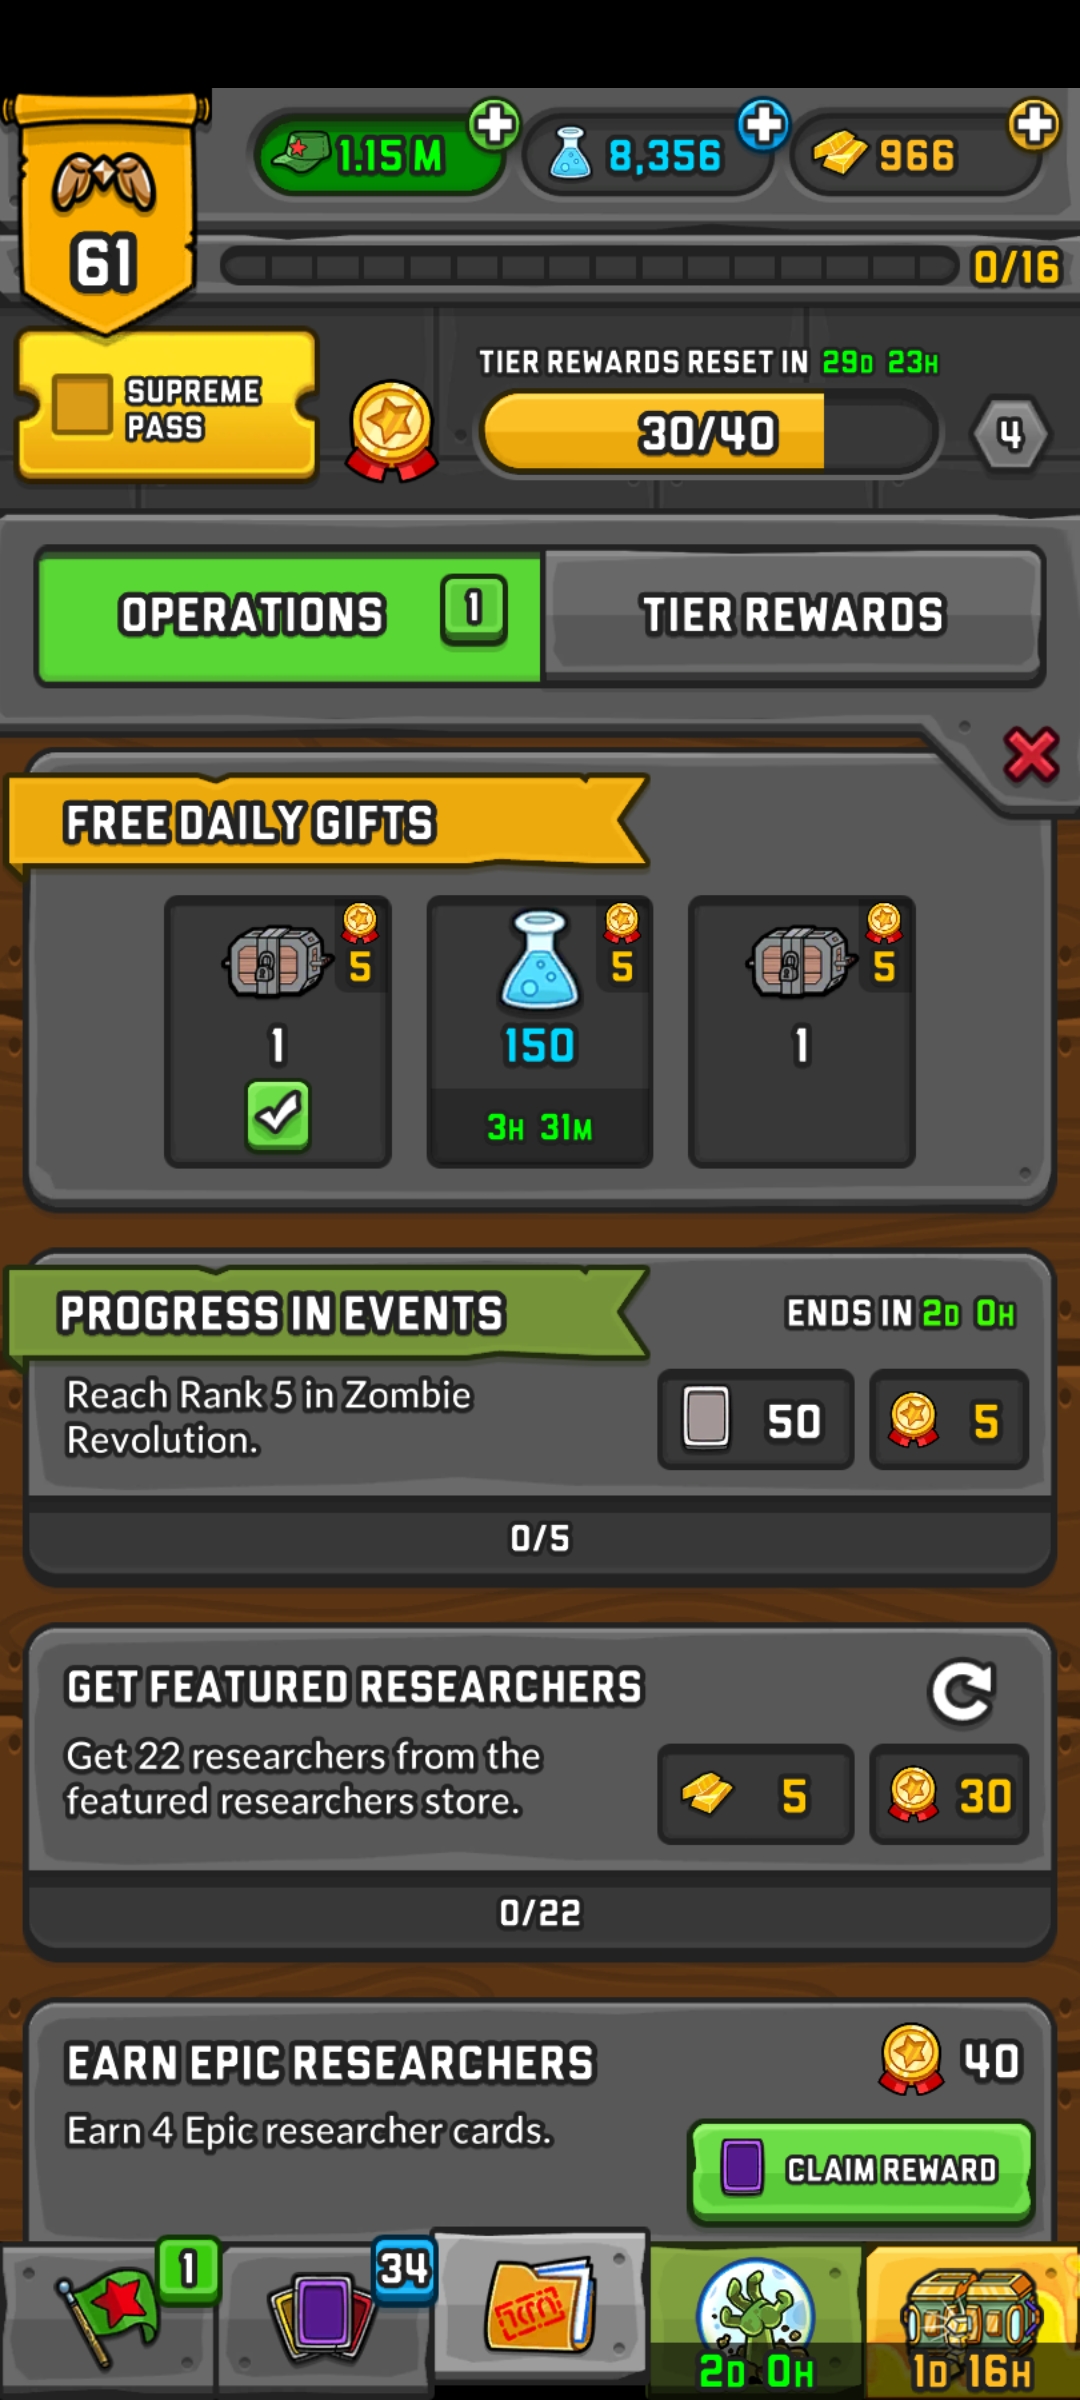 1.15 M
8,356
966
61
0/16
SUPREME
PASS
TIER REWARDS RESET IN 29D 23H
30/40
4
OPERATIONS 1
TIER REWARDS
FREE DAILY GIFTS
5
5
5
1
150
1
3H 31M
PROGRESS IN EVENTS
ENDS IN 2D 0H
Reach Rank 5 in Zombie
Revolution.
50
5
0/5
GET FEATURED RESEARCHERS
Get 22 researchers from the
featured researchers store.
5
30
0/22
EARN EPIC RESEARCHERS
40
Earn 4 Epic researcher cards.
CLAIM REWARD
1
34
2D 0H
1D 16H